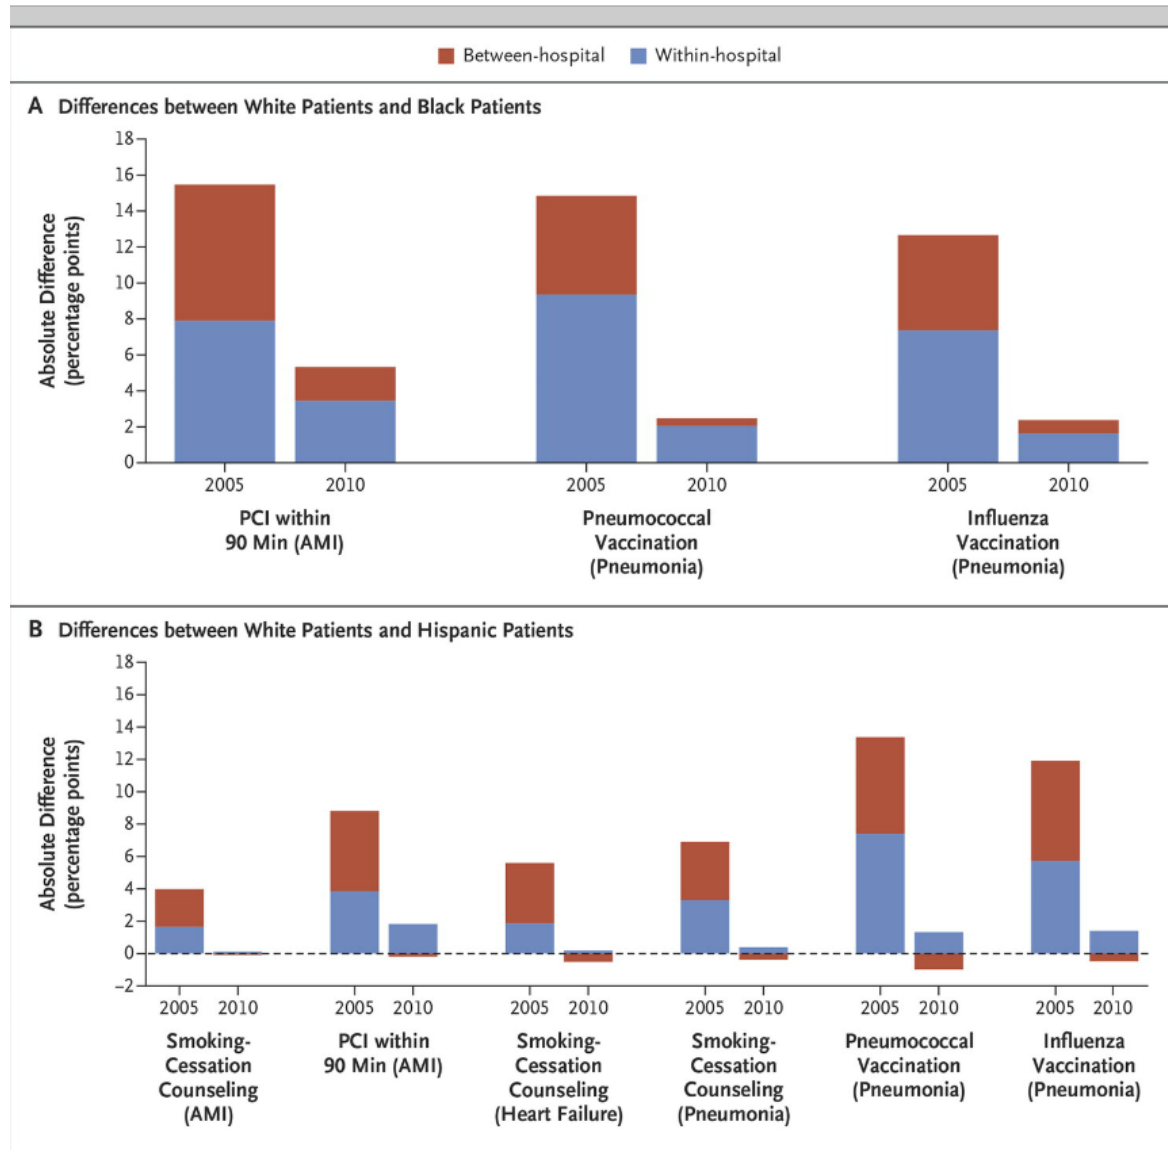 Between-hospital Within-hospital
A Differences between White Patients and Black Patients
Absolute Difference
(percentage points)
18
16
14
12
10
8
6
4
2
0
2005 2010 2005 2010 2005 2010
PCI within
90 Min (AMI)
Pneumococcal
Vaccination
(Pneumonia)
Influenza
Vaccination
(Pneumonia)
B Differences between White Patients and Hispanic Patients
Absolute Difference
(percentage points)
18
16
14
12
10
8
6
4
2
0
–2
2005 2010 2005 2010 2005 2010 2005 2010 2005 2010 2005 2010
Smoking-
Cessation
Counseling
(AMI)
PCI within
90 Min (AMI)
Smoking-
Cessation
Counseling
(Heart Failure)
Smoking-
Cessation
Counseling
(Pneumonia)
Pneumococcal
Vaccination
(Pneumonia)
Influenza
Vaccination
(Pneumonia)